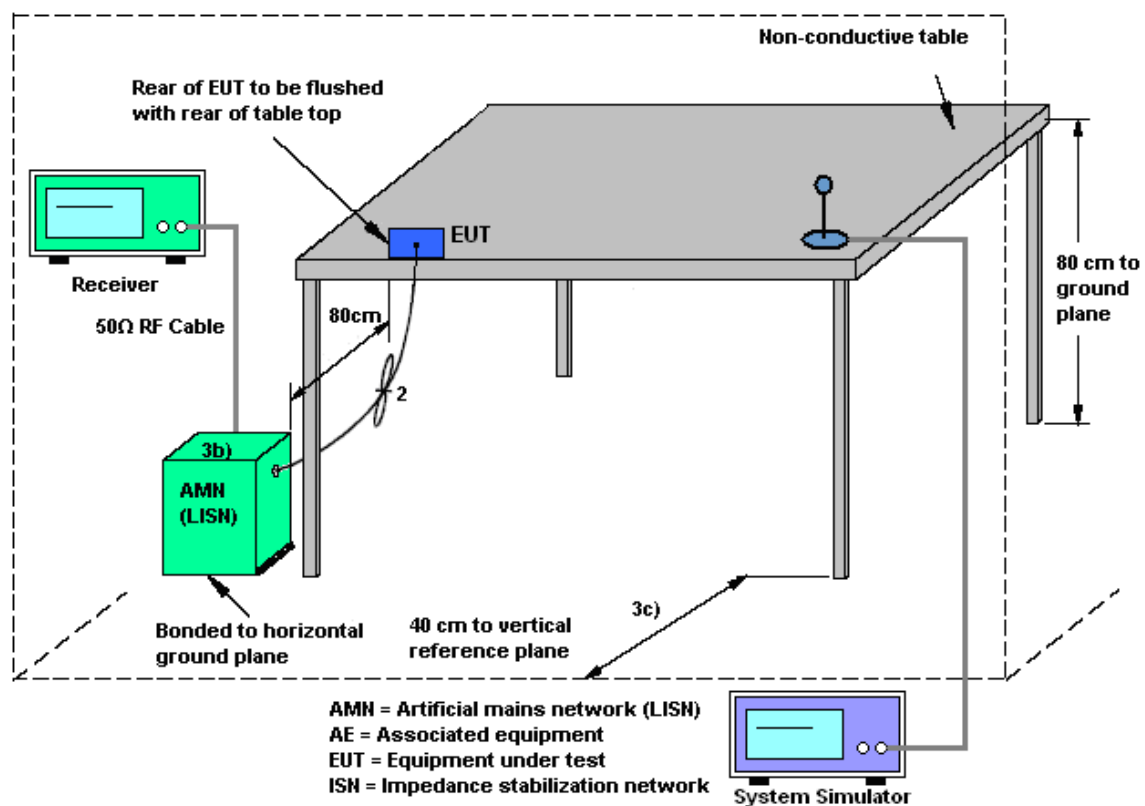 Non-conductive table
Rear of EUT to be flushed
with rear of table top
EUT
Receiver
80 cm to
ground
plane
80cm
50Ω RF Cable
2
3b)
AMN
(LISN)
3c)
Bonded to horizontal
ground plane
40 cm to vertical
reference plane
AMN = Artificial mains network (LISN)
AE = Associated equipment
EUT = Equipment under test
ISN = Impedance stabilization network
System Simulator